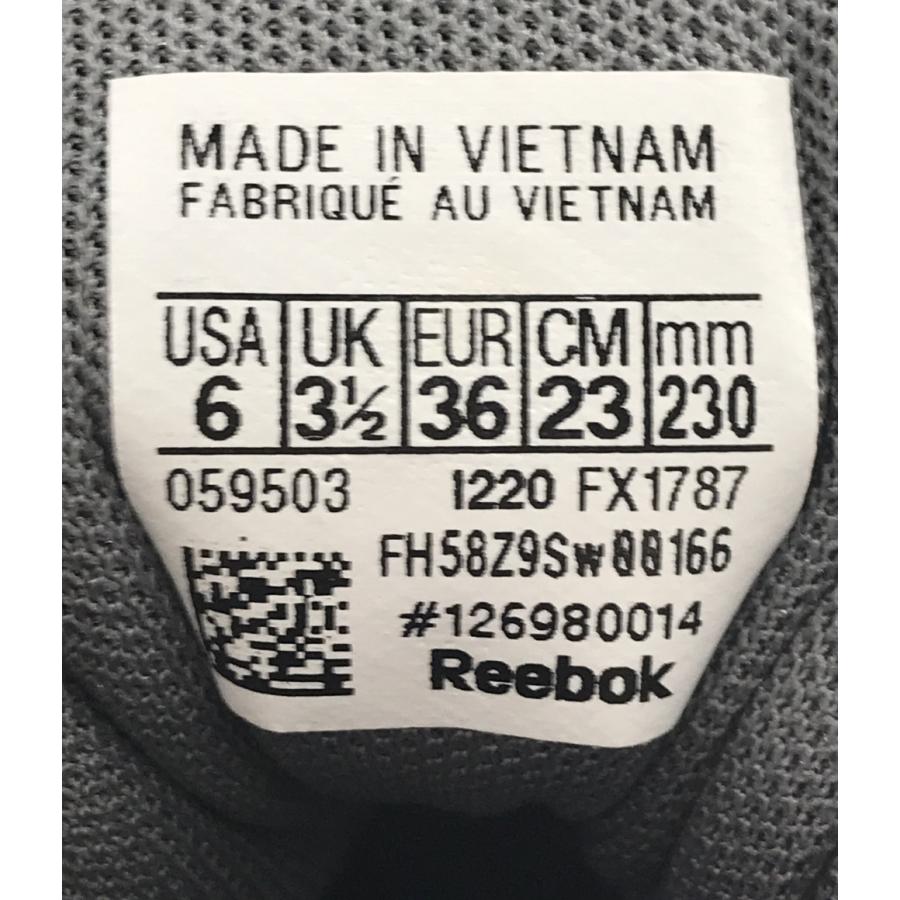 MADE IN VIETNAM
FABRIQUÉ AU VIETNAM
USA UK EUR CM mm
6 3½ 36 23 230
059503 1220 FX1787
#126980014
Reebok